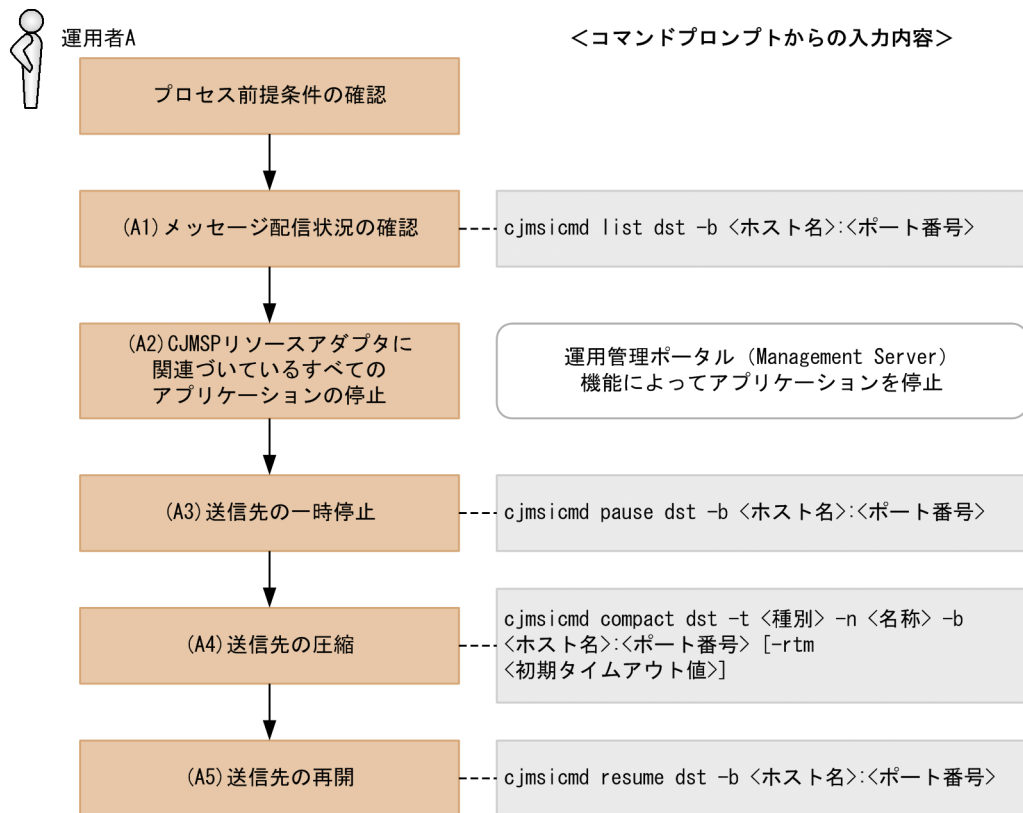 運用者A
<コマンドプロンプトからの入力内容>
プロセス前提条件の確認
(A1)メッセージ配信状況の確認
cjmsicmd list dst -b <ホスト名>:<ポート番号>
(A2)CJMSPリソースアダプタに
関連づいているすべての
アプリケーションの停止
運用管理ポータル（Management Server）
機能によってアプリケーションを停止
(A3)送信先の一時停止
cjmsicmd pause dst -b <ホスト名>:<ポート番号>
(A4)送信先の圧縮
cjmsicmd compact dst -t <種別> -n <名称> -b
<ホスト名>:<ポート番号> [-rtm
<初期タイムアウト値>]
(A5)送信先の再開
cjmsicmd resume dst -b <ホスト名>:<ポート番号>